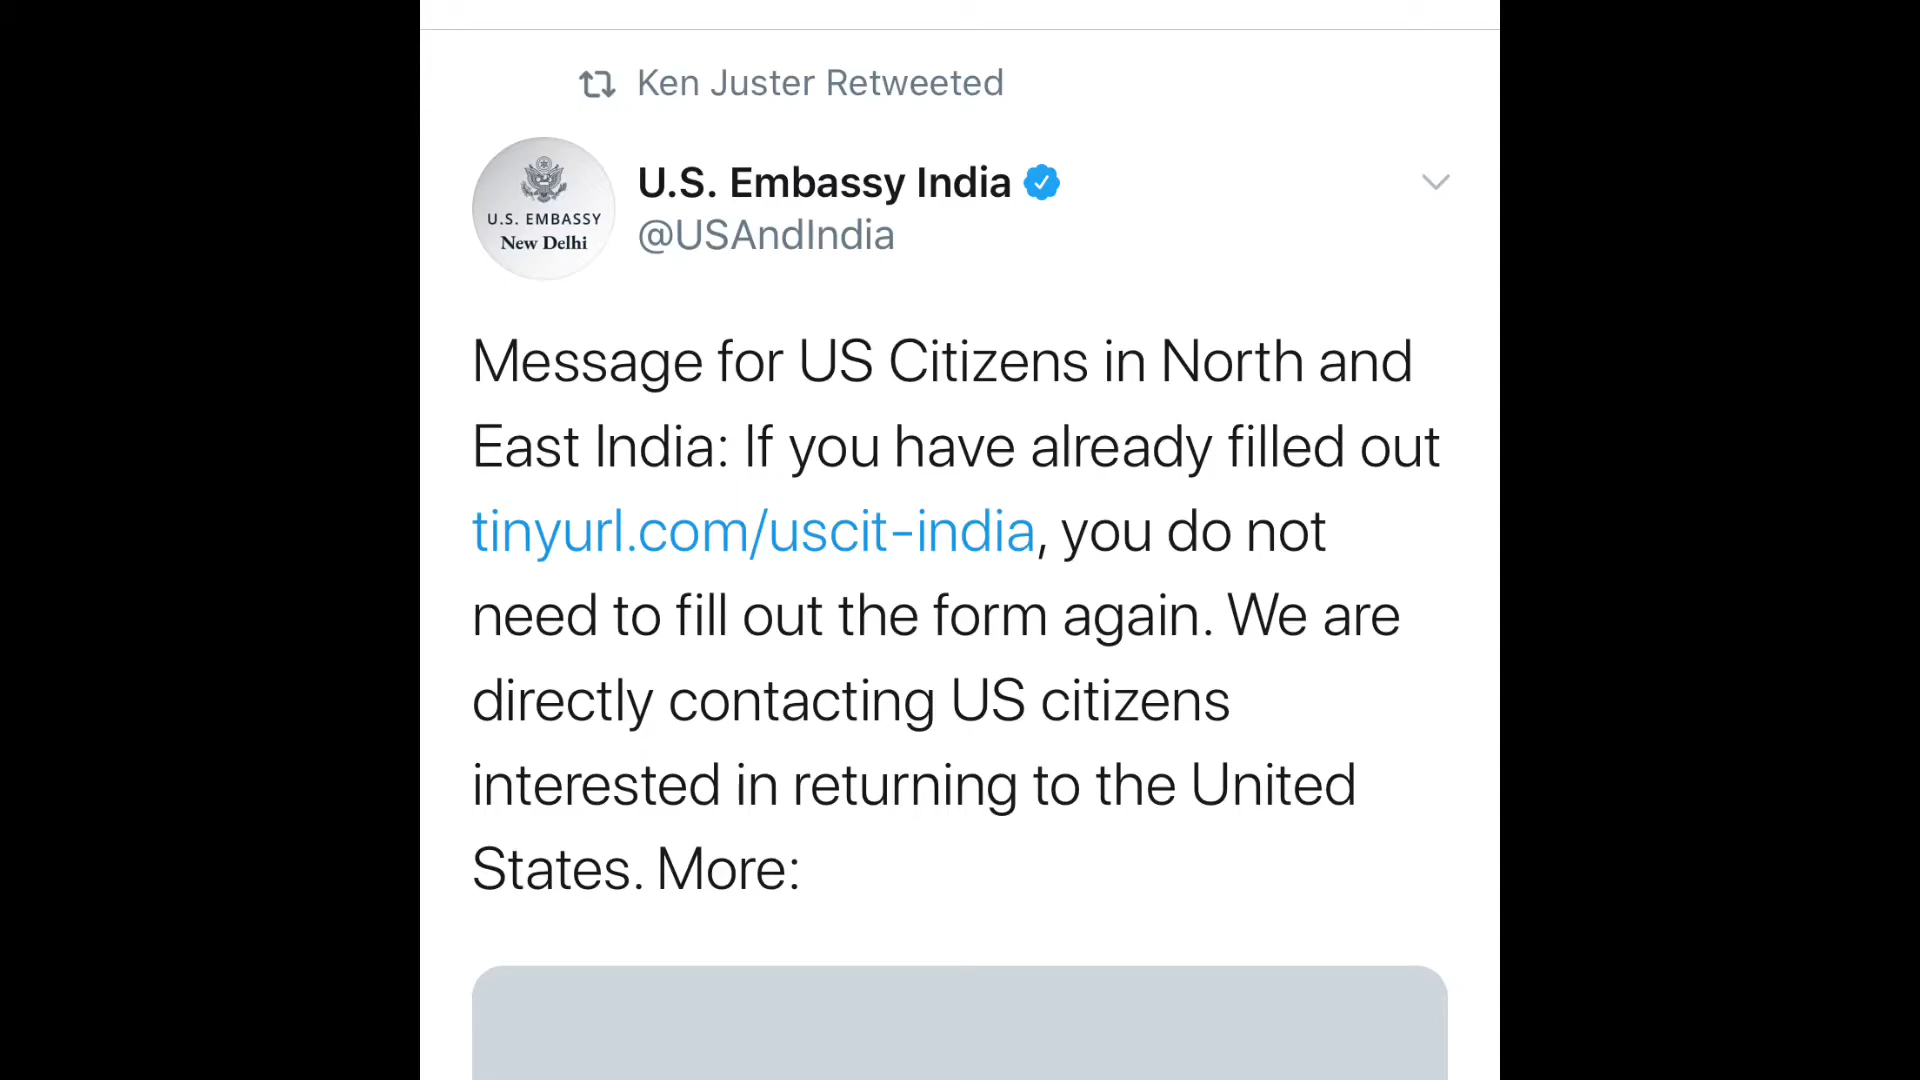 Ken Juster Retweeted
U.S. EMBASSY
New Delhi
U.S. Embassy India
@USAndIndia
Message for US Citizens in North and
East India: If you have already filled out
tinyurl.com/uscit-india, you do not
need to fill out the form again. We are
directly contacting US citizens
interested in returning to the United
States. More: